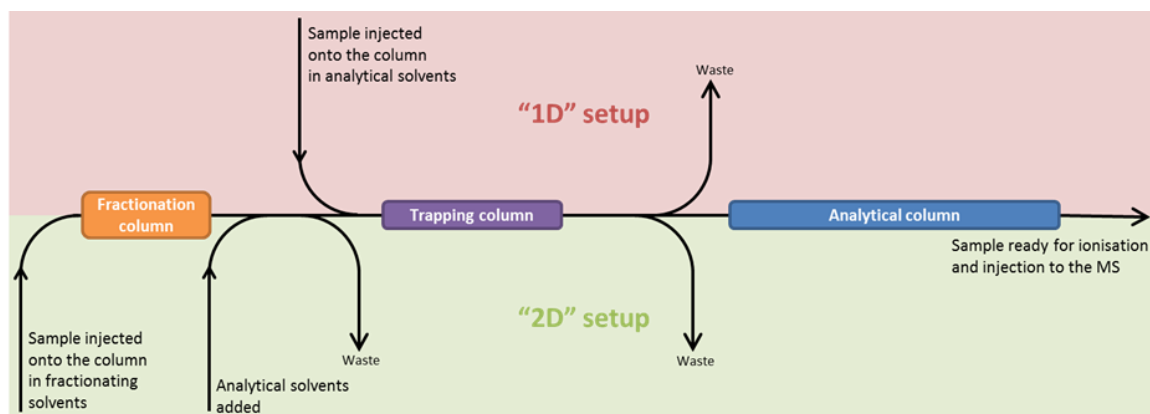 Sample injected
onto the column
in analytical solvents
Waste
“1D” setup
Fractionation
column
Trapping column
Analytical column
Sample ready for ionisation
and injection to the MS
“2D” setup
Sample injected
onto the column
in fractionating
solvents
Analytical solvents
added
Waste
Waste